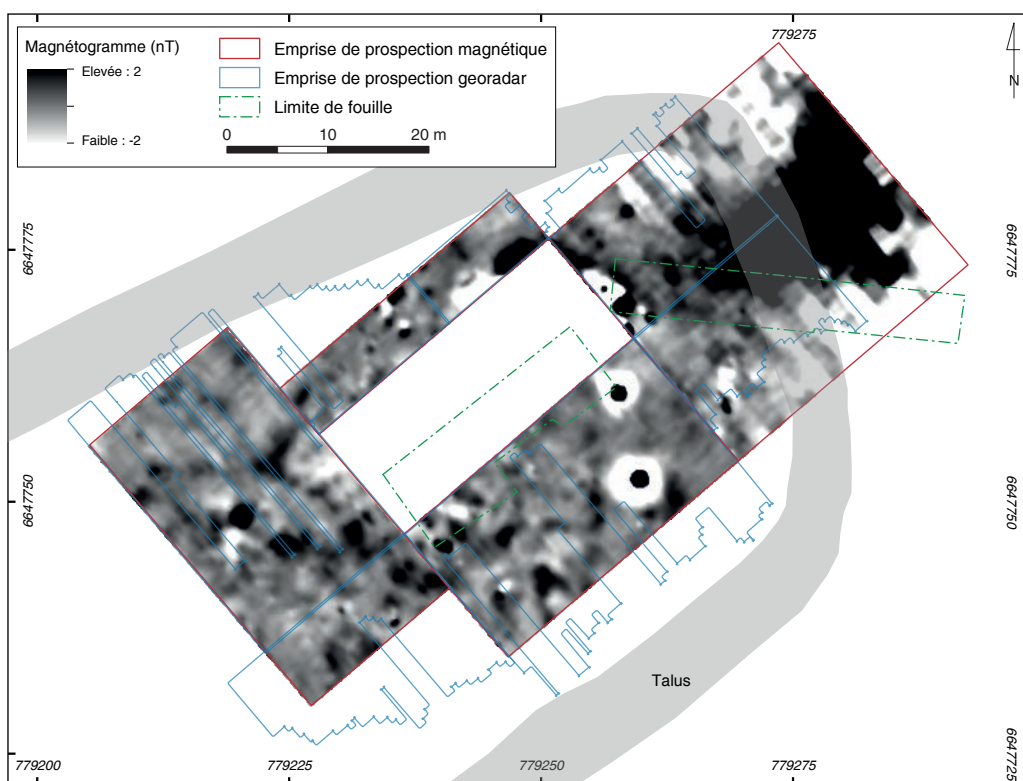 Magnétogramme (nT)
Elevée : 2
Faible : -2
Emprise de prospection magnétique
Emprise de prospection georadar
Limite de fouille
0 10 20 m
779275
N
6647775
6647775
6647750
6647750
Talus
6647725
779200
779225
779250
779275